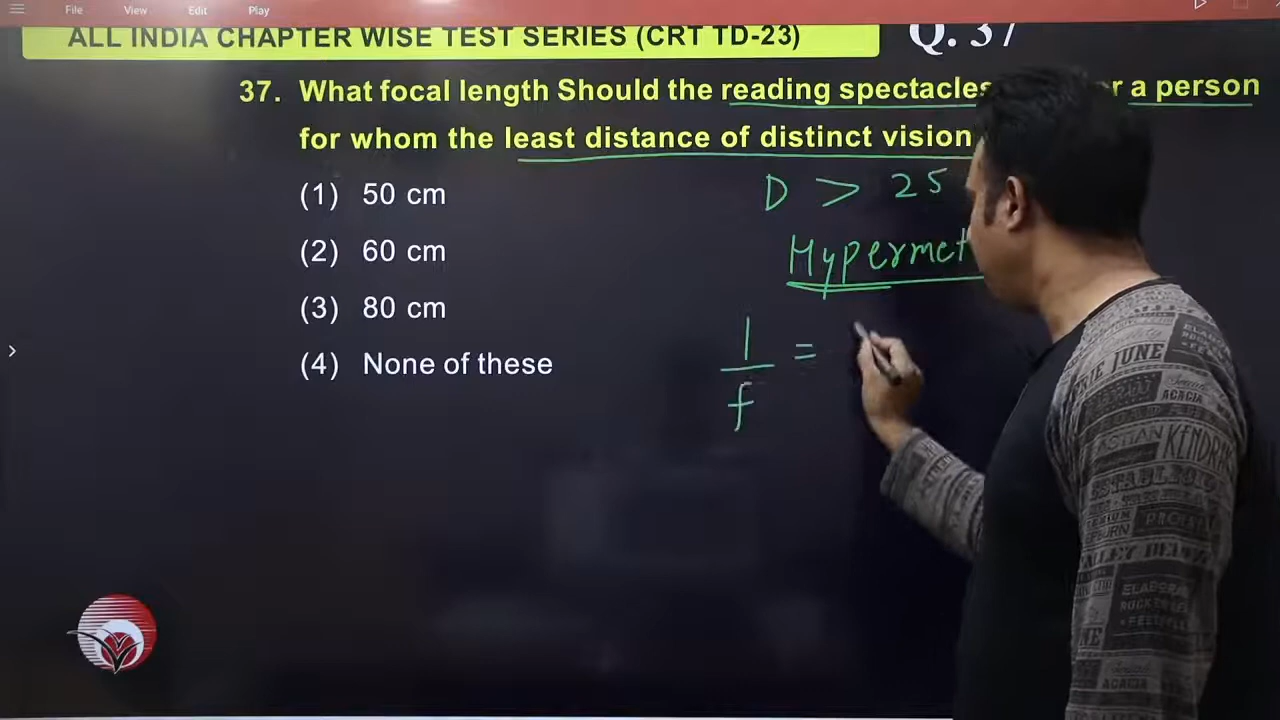 File Edit Play
ALL INDIA CHAPTER WISE TEST SERIES (CRT TD-23)
Q. 37
37. What focal length Should the reading spectacles a person
for whom the least distance of distinct vision
(1) 50 cm
(2) 60 cm
(3) 80 cm
(4) None of these
D > 25
Hypermet
1/f =
JUNE
ACACIA
KENDR